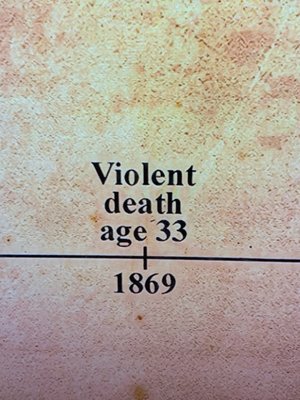 Violent
death
age 33
1869